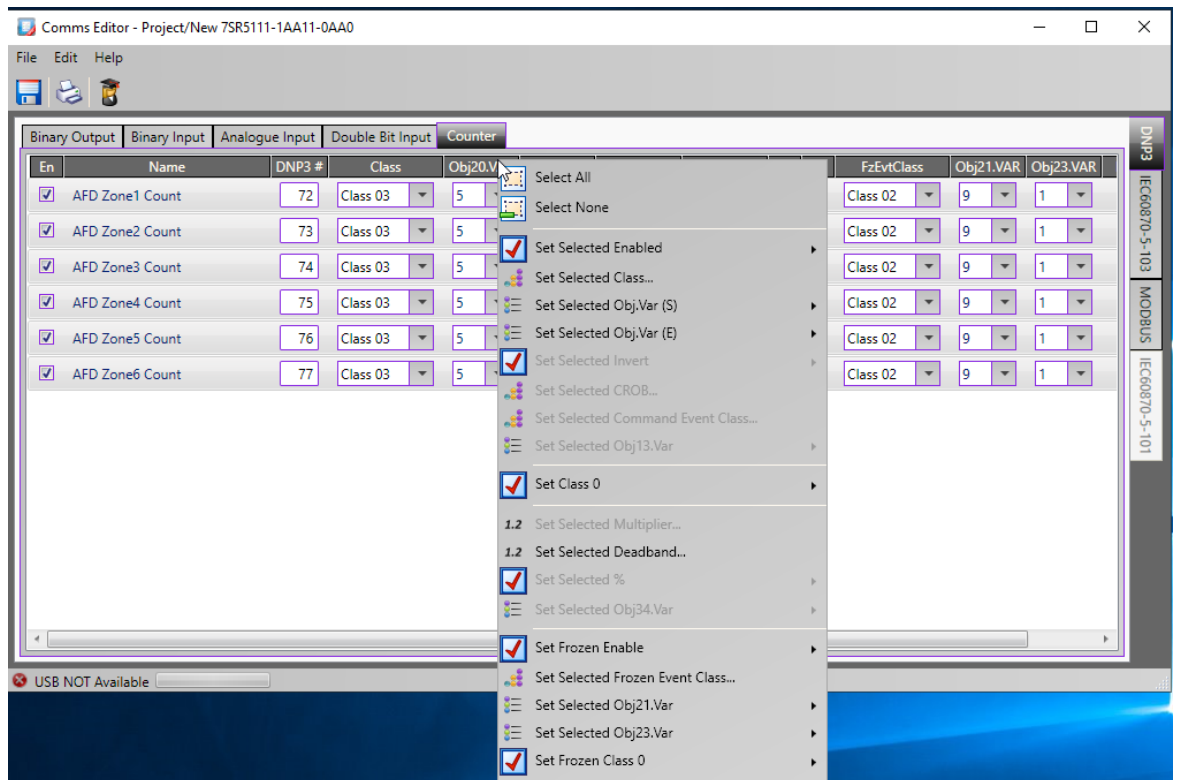 Comms Editor - Project/New 7SR5111-1AA11-0AA0
File Edit Help
Binary Output Binary Input Analogue Input Double Bit Input Counter
En Name DNP3 # Class Obj20.V FzEvtClass Obj21.VAR Obj23.VAR
AFD Zone1 Count 72 Class 03 5 Class 02 9 1
AFD Zone2 Count 73 Class 03 5 Class 02 9 1
AFD Zone3 Count 74 Class 03 5 Class 02 9 1
AFD Zone4 Count 75 Class 03 5 Class 02 9 1
AFD Zone5 Count 76 Class 03 5 Class 02 9 1
AFD Zone6 Count 77 Class 03 5 Class 02 9 1
Select All
Select None
Set Selected Enabled
Set Selected Class...
Set Selected Obj.Var (S)
Set Selected Obj.Var (E)
Set Selected Invert
Set Selected CROB...
Set Selected Command Event Class...
Set Selected Obj13.Var
Set Class 0
1.2 Set Selected Multiplier...
1.2 Set Selected Deadband...
Set Selected %
Set Selected Obj34.Var
Set Frozen Enable
Set Selected Frozen Event Class...
Set Selected Obj21.Var
Set Selected Obj23.Var
Set Frozen Class 0
DNP3
IEC60870-5-103
MODBUS
IEC60870-5-101
USB NOT Available